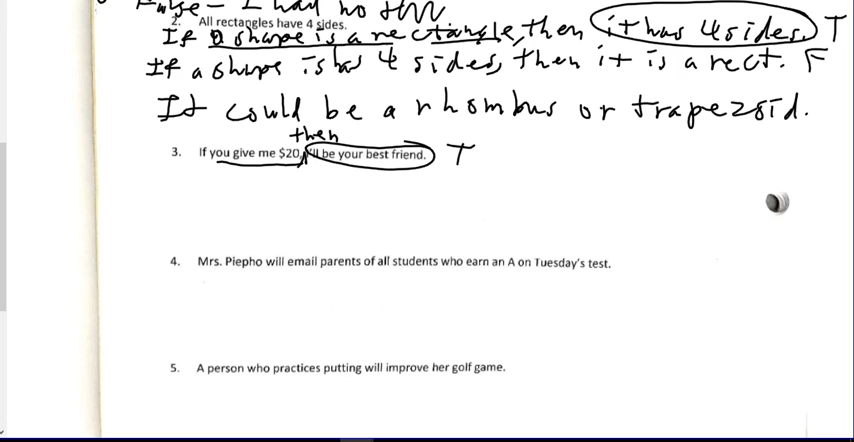 - I had no
2. All rectangles have 4 sides.
If a shape is a rectangle, then it has 4 sides. T
If a shape is has 4 sides, then it is a rect. F
It could be a rhombus or trapezoid.
then
3. If you give me $20, I'll be your best friend. T
4. Mrs. Piepho will email parents of all students who earn an A on Tuesday's test.
5. A person who practices putting will improve her golf game.